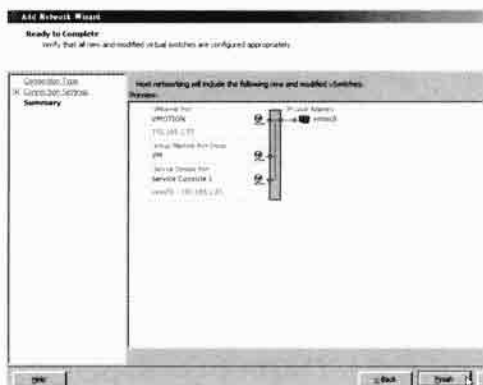 Add Network Wizard
Ready to Complete
Verify that all new and modified virtual switches are configured appropriately.
Connection Type
Connection Settings
Summary
Host networking will include the following new and modified vSwitches:
Preview:
VMkernel Port
Physical Adapters
VMOTION
vmnic0
Virtual Machine Port Group
VM
Service Console Port
Service Console 1
Help
Back
Finish